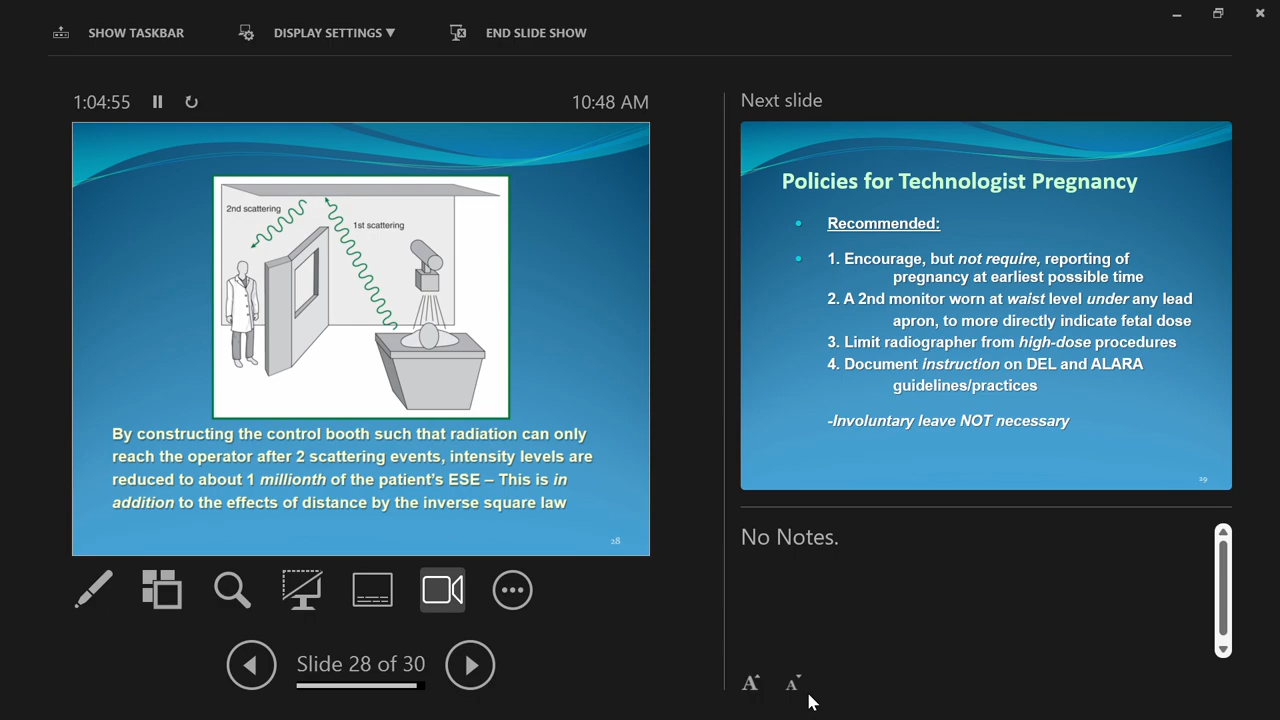 SHOW TASKBAR
DISPLAY SETTINGS ▼
END SLIDE SHOW
1:04:55
10:48 AM
2nd scattering
1st scattering
By constructing the control booth such that radiation can only
reach the operator after 2 scattering events, intensity levels are
reduced to about 1 millionth of the patient's ESE – This is in
addition to the effects of distance by the inverse square law
28
Slide 28 of 30
Next slide
Policies for Technologist Pregnancy
• Recommended:
• 1. Encourage, but not require, reporting of
pregnancy at earliest possible time
2. A 2nd monitor worn at waist level under any lead
apron, to more directly indicate fetal dose
3. Limit radiographer from high-dose procedures
4. Document instruction on DEL and ALARA
guidelines/practices
-Involuntary leave NOT necessary
29
No Notes.
A A